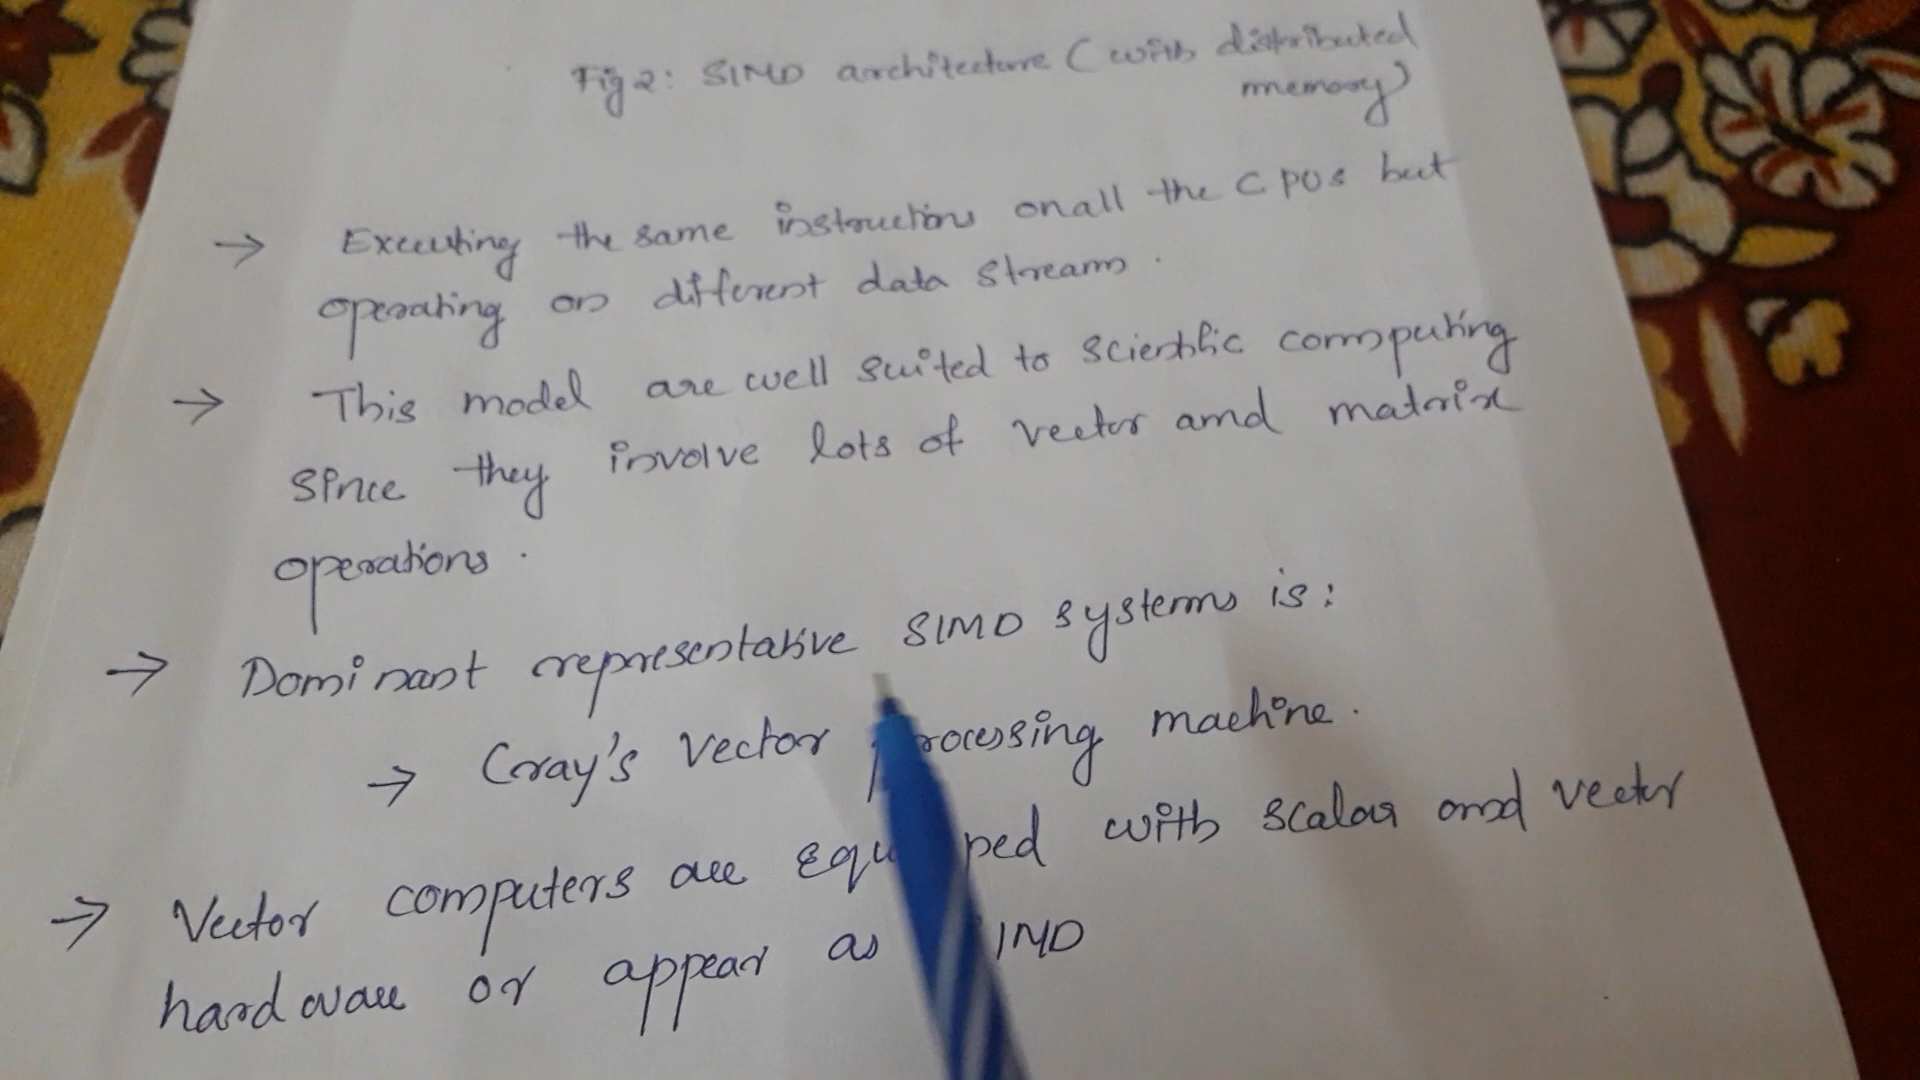 Fig 2: SIMD architecture (with distributed
memory)
→ Executing the same instructions on all the CPUs but
operating on different data streams.
→ This model are well suited to scientific computing
since they involve lots of vector and matrix
operations.
→ Dominant representative SIMD systems is:
→ Cray's Vector processing machine.
→ Vector computers are equ ped with scalar and vector
hardware or appear as IMD